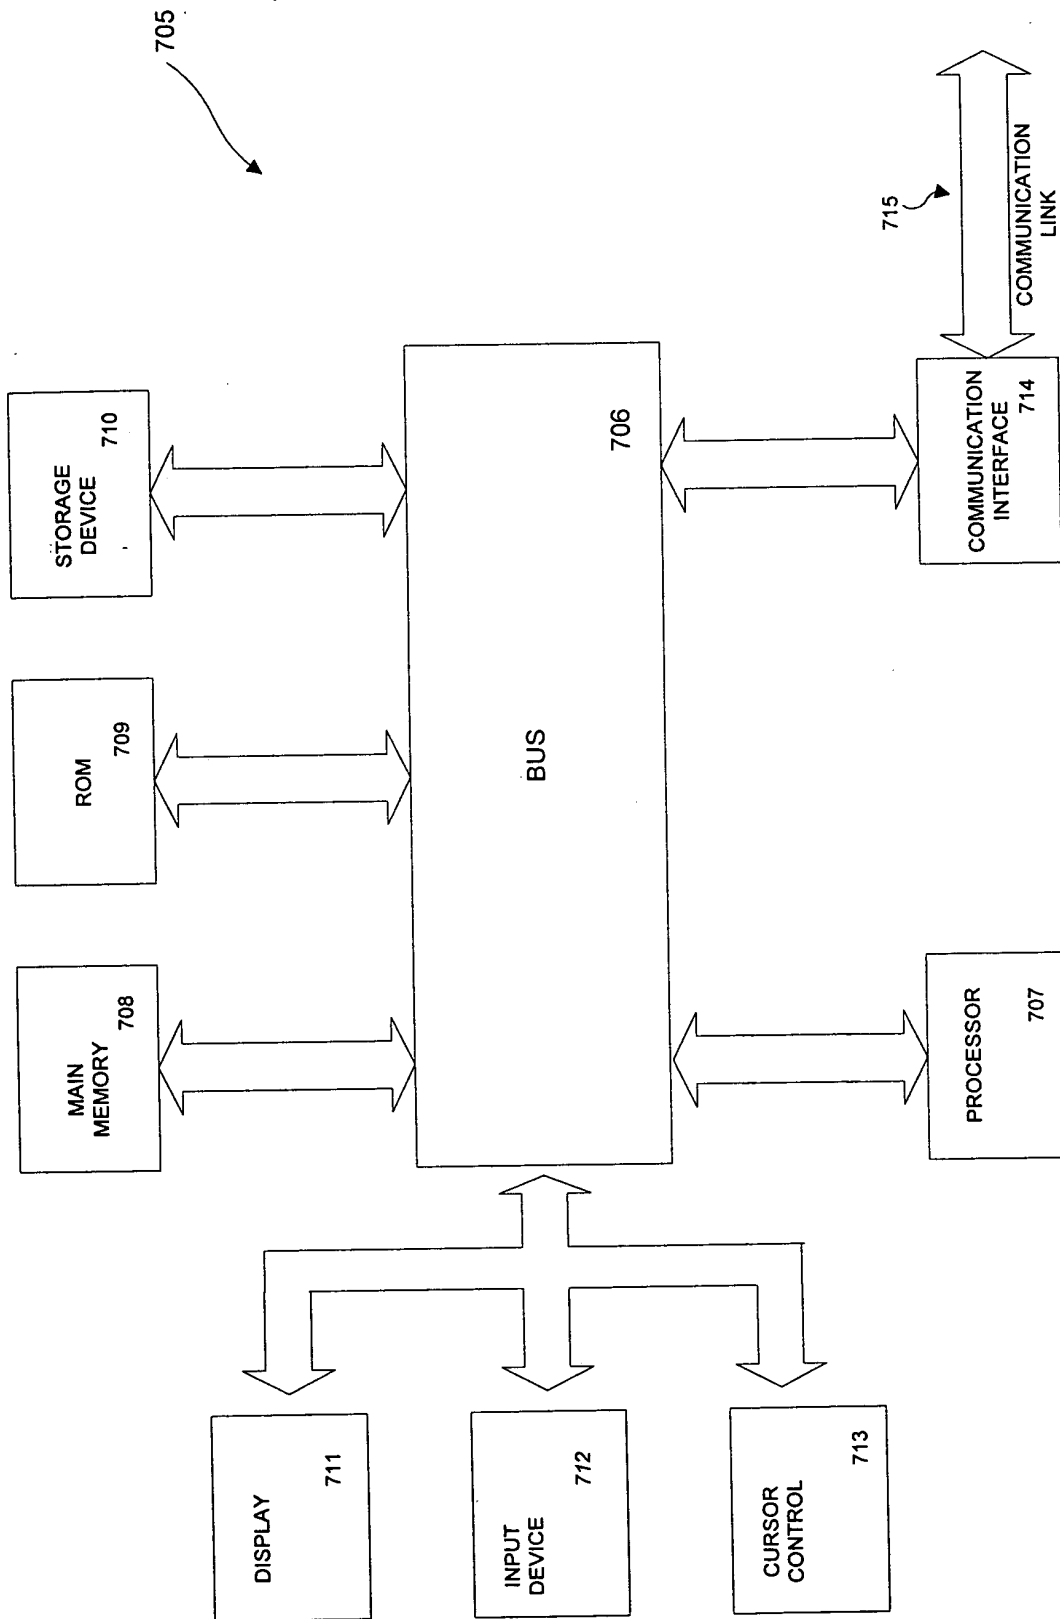 705
MAIN
MEMORY
708
ROM
709
STORAGE
DEVICE
710
DISPLAY
711
INPUT
DEVICE
712
CURSOR
CONTROL
713
BUS
706
PROCESSOR
707
COMMUNICATION
INTERFACE
714
715
COMMUNICATION
LINK